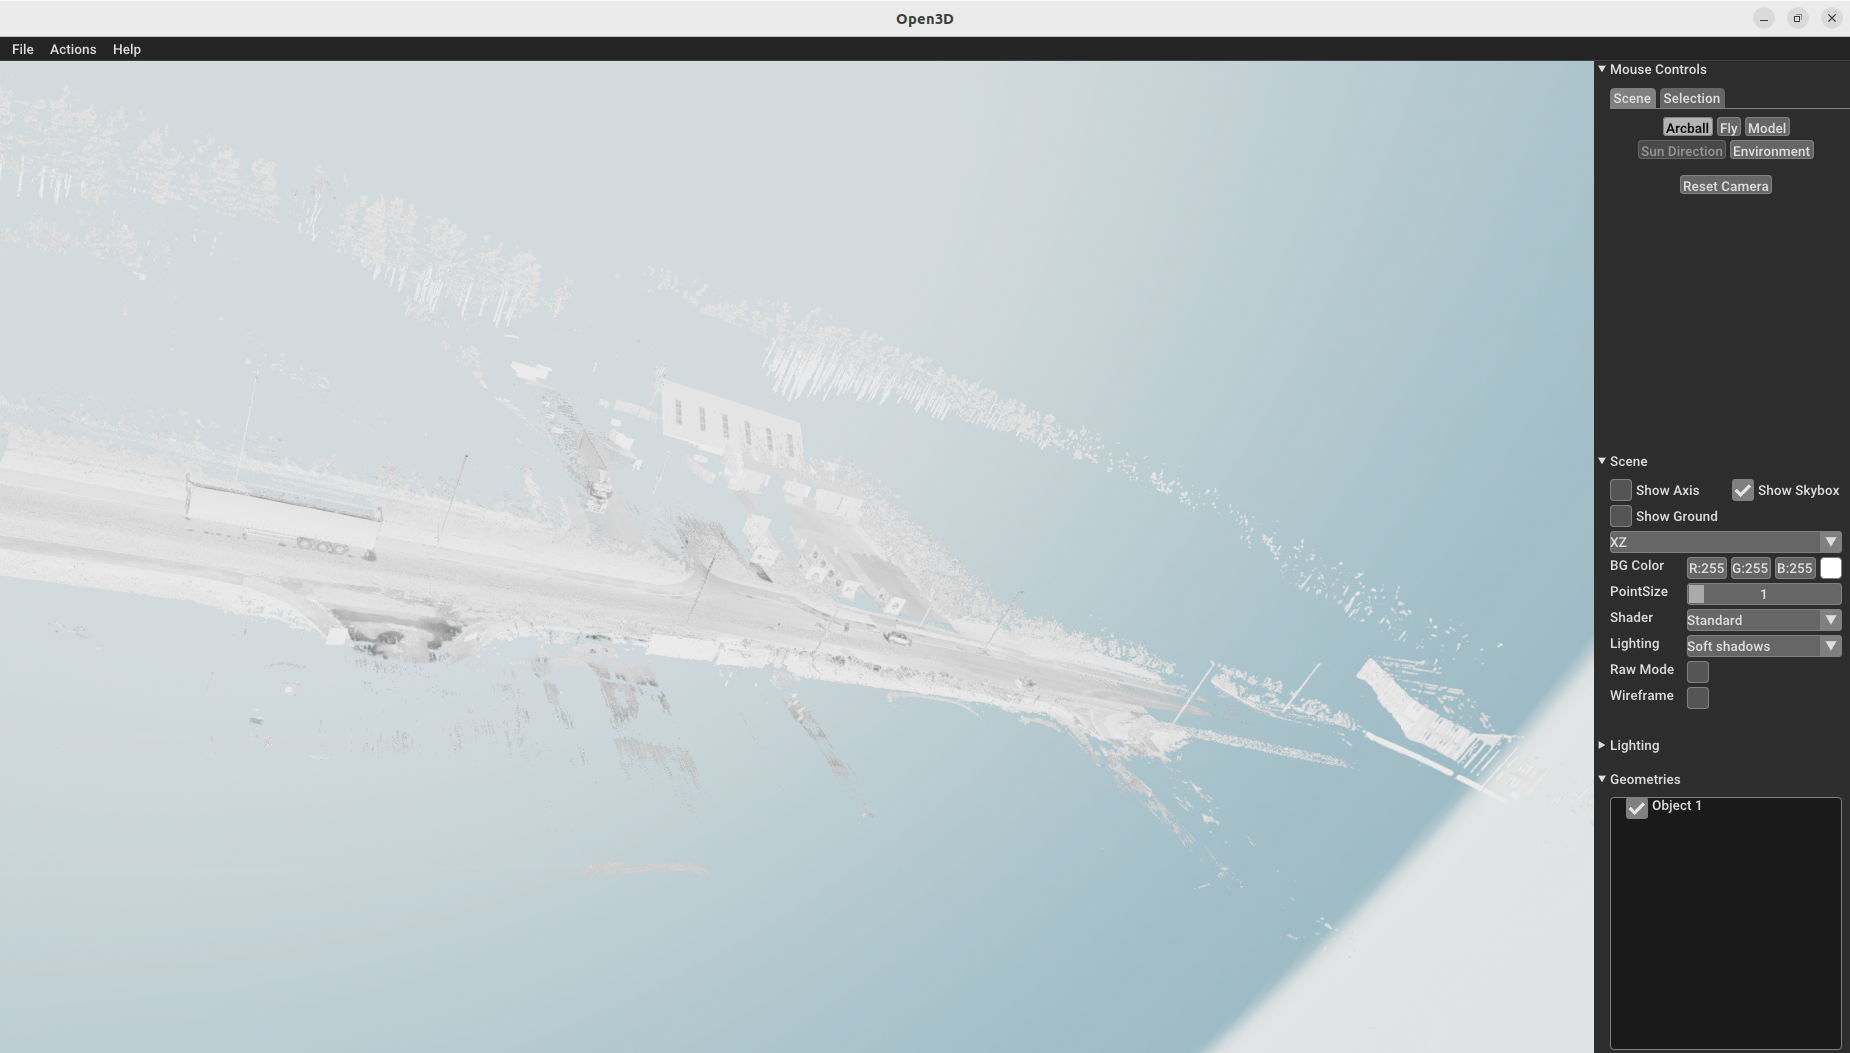 Open3D
File Actions Help
Mouse Controls
Scene Selection
Arcball Fly Model
Sun Direction Environment
Reset Camera
Scene
Show Axis Show Skybox
Show Ground
XZ
BG Color R:255 G:255 B:255
PointSize 1
Shader Standard
Lighting Soft shadows
Raw Mode
Wireframe
Lighting
Geometries
Object 1